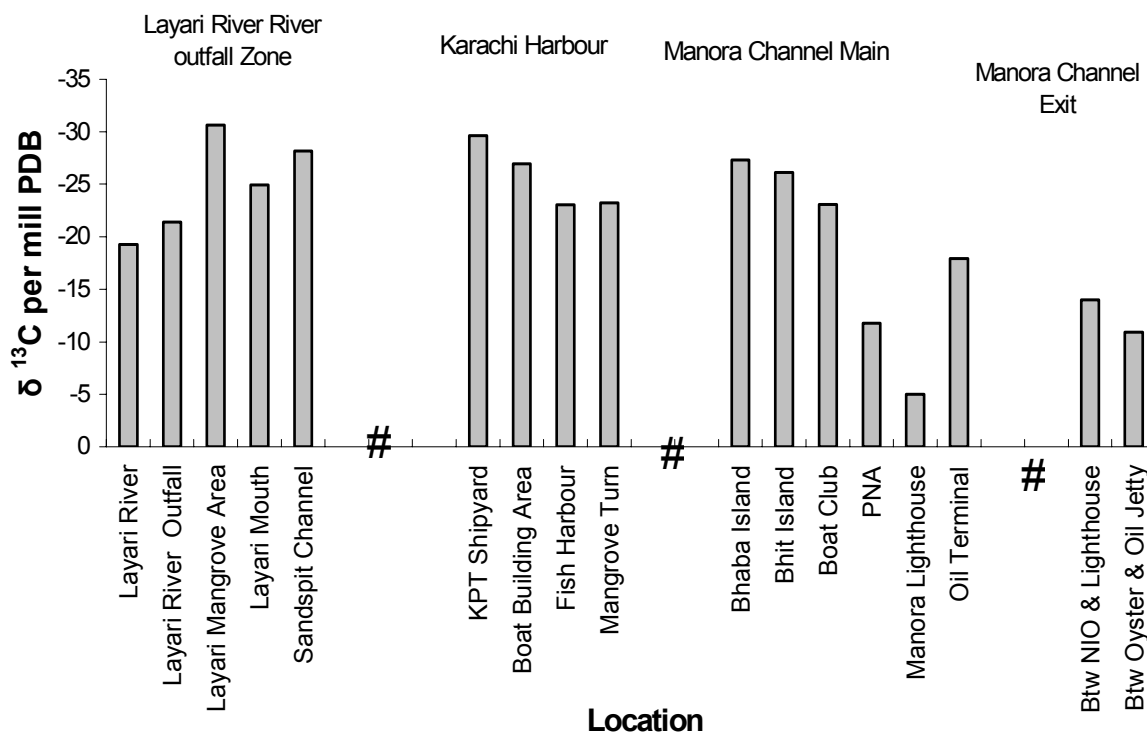 Layari River River
outfall Zone
Karachi Harbour
Manora Channel Main
Manora Channel
Exit
δ ¹³C per mill PDB
-35
-30
-25
-20
-15
-10
-5
0
#
#
#
Layari River
Layari River Outfall
Layari Mangrove Area
Layari Mouth
Sandspit Channel
KPT Shipyard
Boat Building Area
Fish Harbour
Mangrove Turn
Bhaba Island
Bhit Island
Boat Club
PNA
Manora Lighthouse
Oil Terminal
Btw NIO & Lighthouse
Btw Oyster & Oil Jetty
Location